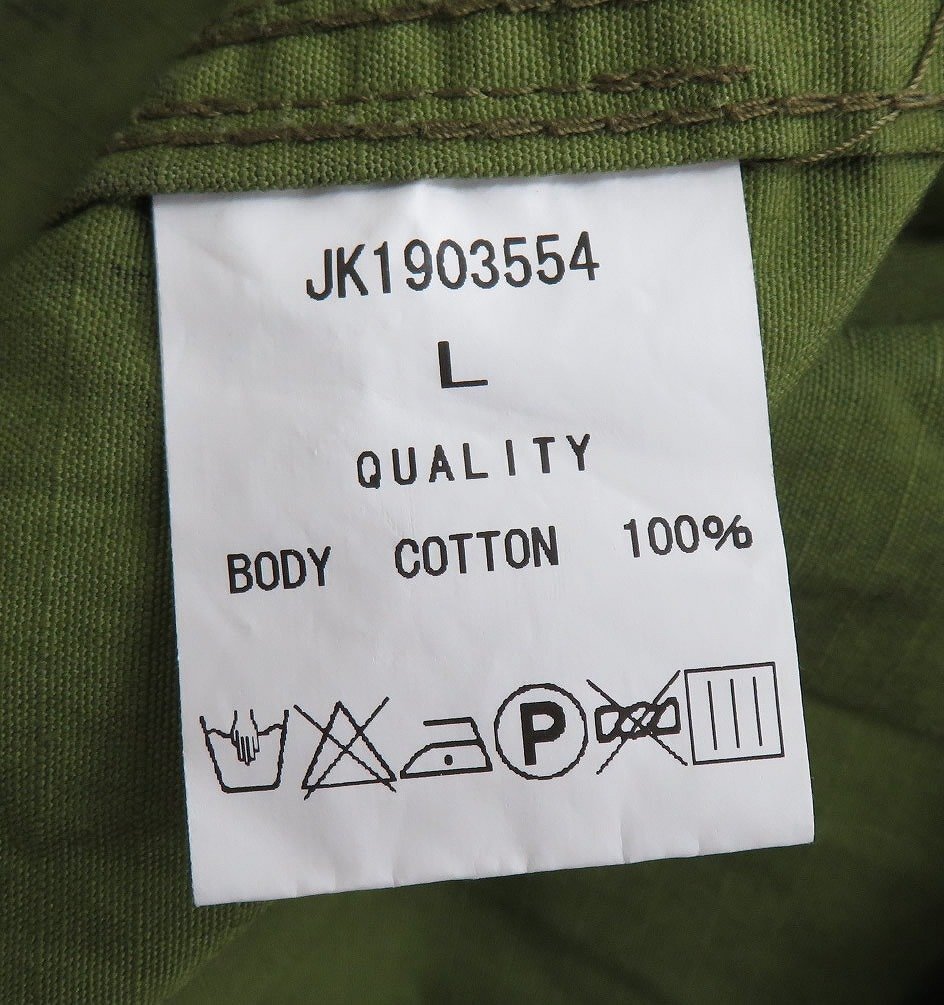 JK1903554
L
QUALITY
BODY COTTON 100%
P